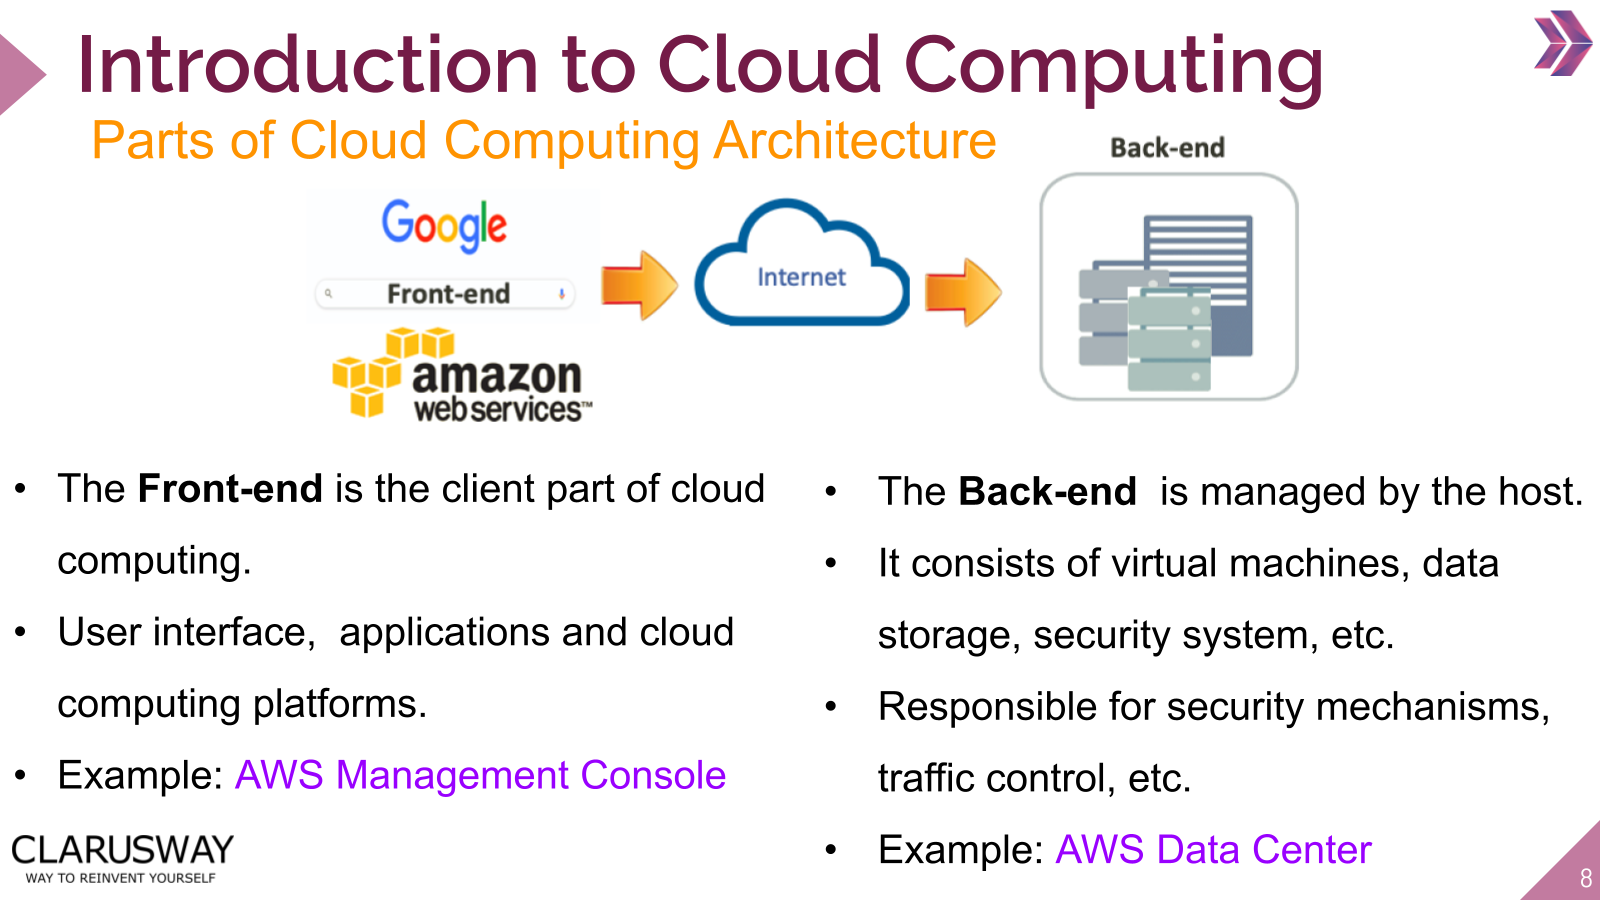 Introduction to Cloud Computing
Parts of Cloud Computing Architecture
Back-end
Google
Front-end
Internet
amazon
web services™
• The Front-end is the client part of cloud
computing.
• User interface, applications and cloud
computing platforms.
• Example: AWS Management Console
• The Back-end is managed by the host.
• It consists of virtual machines, data
storage, security system, etc.
• Responsible for security mechanisms,
traffic control, etc.
• Example: AWS Data Center
CLARUSWAY
WAY TO REINVENT YOURSELF
8